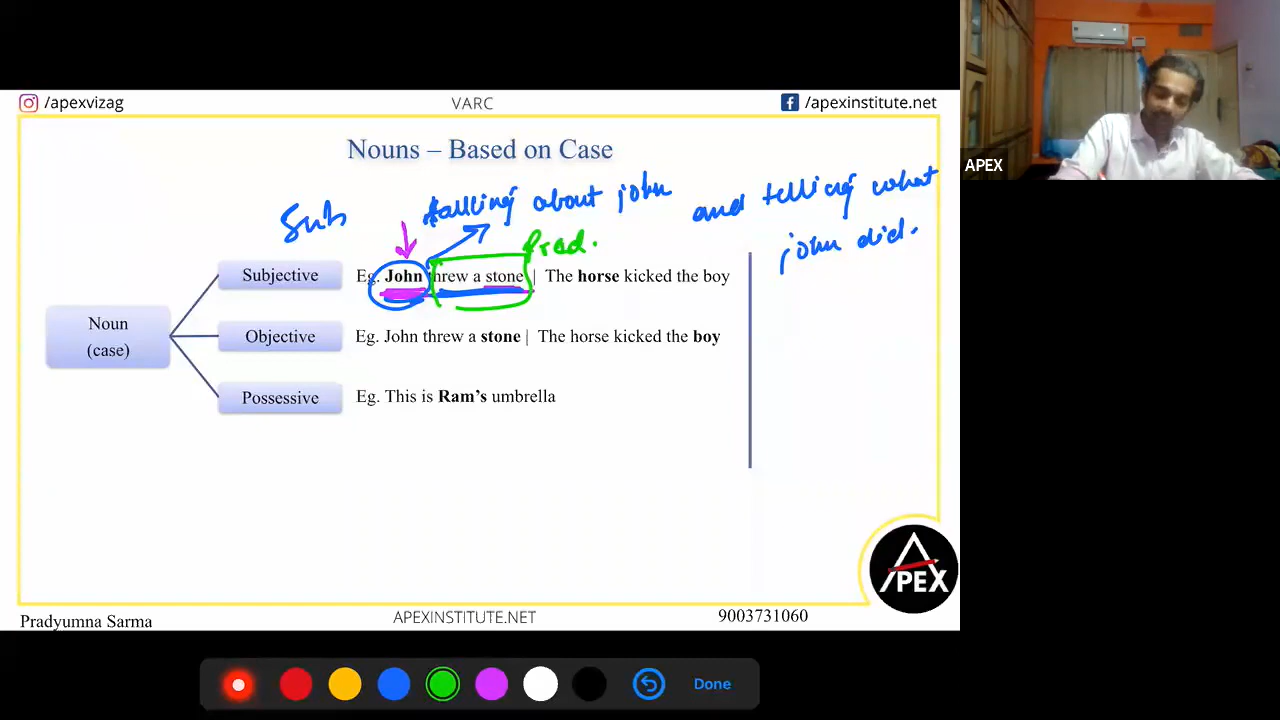 /apexvizag
VARC
/apexinstitute.net
Nouns – Based on Case
APEX
Sub
talking about john
and telling what
john did.
Pred.
Subjective
Eg. John threw a stone | The horse kicked the boy
Noun
(case)
Objective
Eg. John threw a stone | The horse kicked the boy
Possessive
Eg. This is Ram’s umbrella
APEX
Pradyumna Sarma
APEXINSTITUTE.NET
9003731060
Done